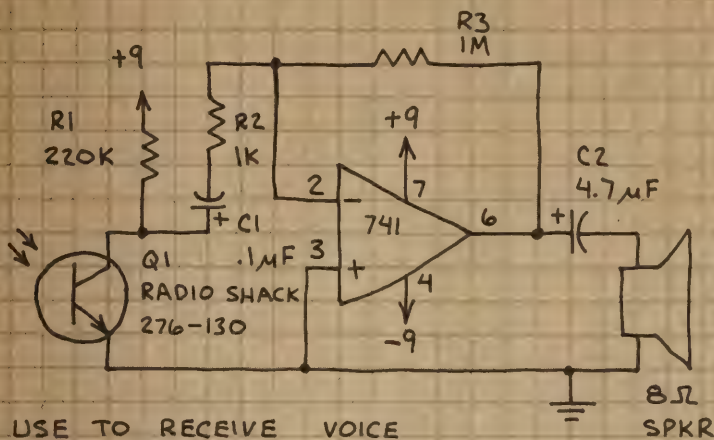 R3
1M
+9
R1
220K
R2
1K
+9
C2
4.7µF
2
-
7
741
6
+
+ C1
.1µF
3
+
4
-9
Q1
RADIO SHACK
276-130
8Ω
SPKR
USE TO RECEIVE VOICE